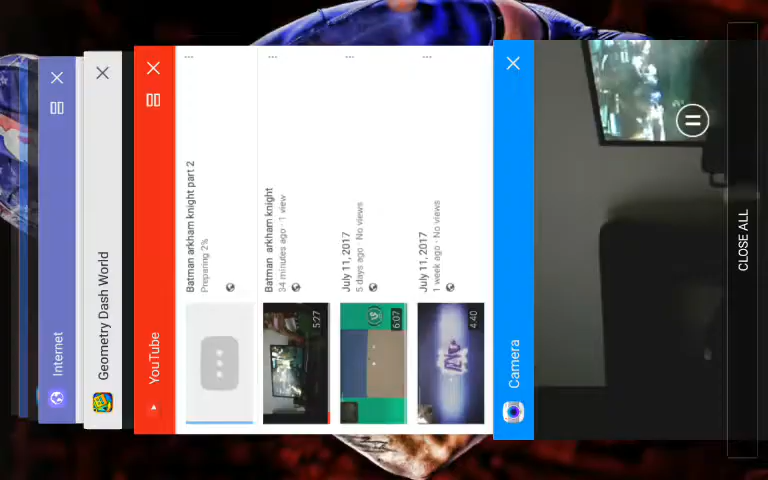 Internet
Geometry Dash World
YouTube
Batman arkham knight part 2
Preparing 2%
Batman arkham knight
34 minutes ago · 1 view
5:27
July 11, 2017
5 days ago · No views
6:07
July 11, 2017
1 week ago · No views
4:40
Camera
CLOSE ALL